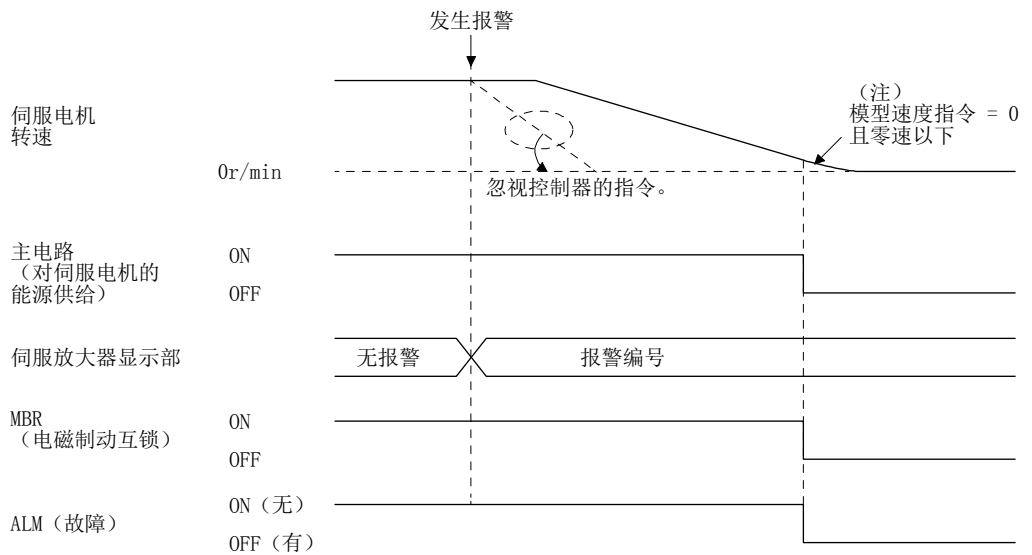 发生报警
伺服电机
转速
(注)
模型速度指令 = 0
且零速以下
0r/min
忽视控制器的指令。
主电路
(对伺服电机的
能源供给)
ON
OFF
伺服放大器显示部
无报警
报警编号
MBR
(电磁制动互锁)
ON
OFF
ALM(故障)
ON(无)
OFF(有)